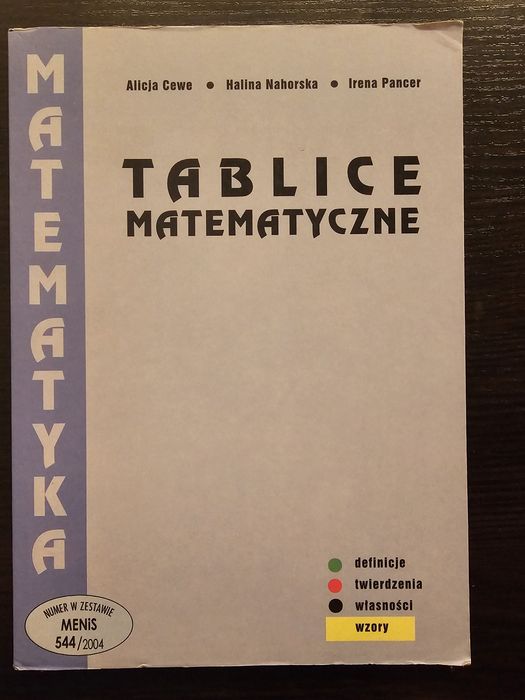 MATEMATYKA
Alicja Cewe • Halina Nahorska • Irena Pancer
TABLICE
MATEMATYCZNE
definicje
twierdzenia
własności
wzory
NUMER W ZESTAWIE
MENiS
544/2004